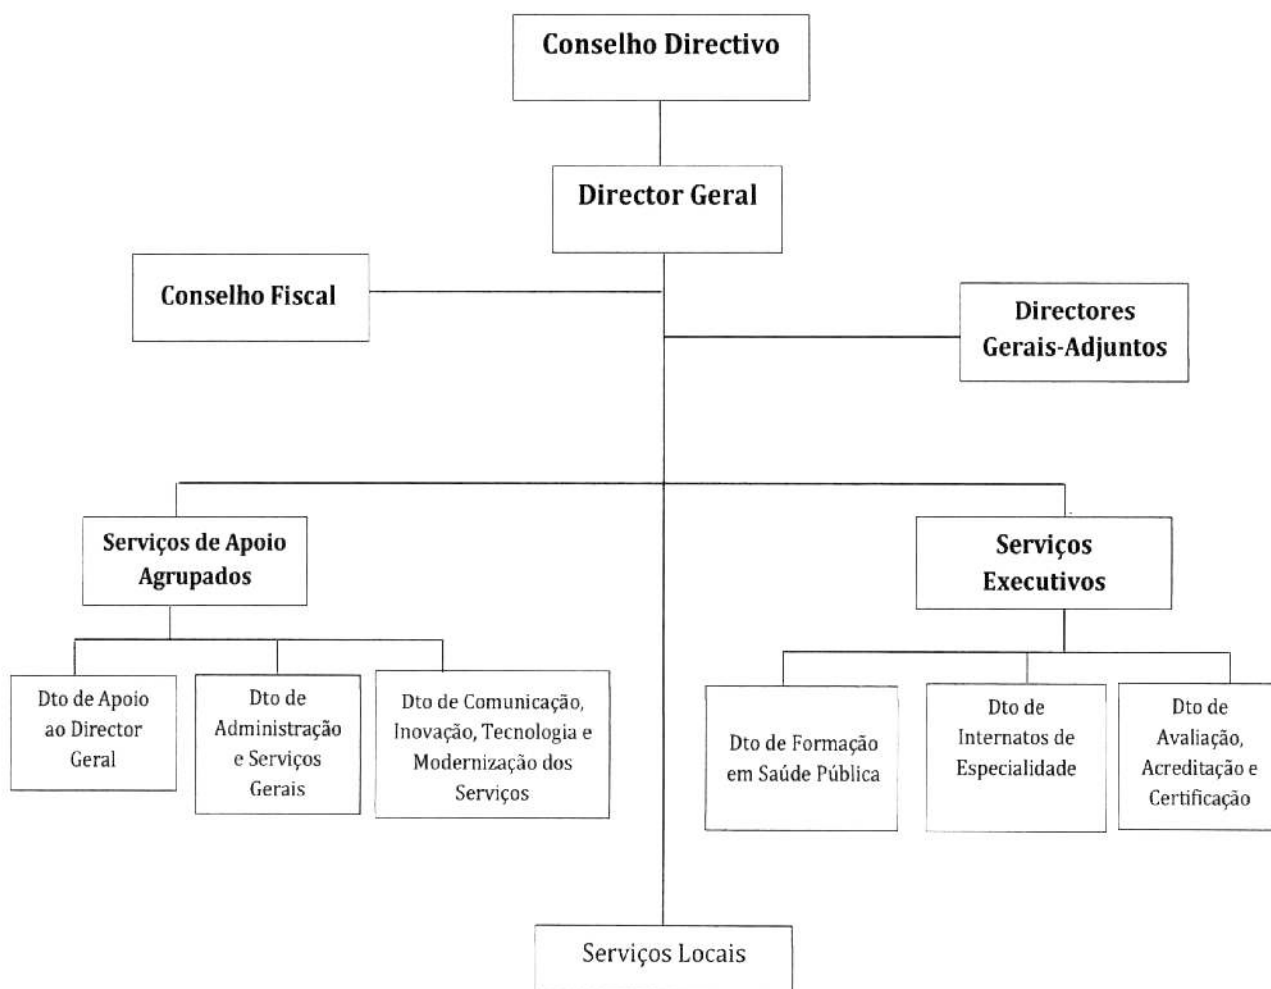 Conselho Directivo
Director Geral
Conselho Fiscal
Directores
Gerais-Adjuntos
Serviços de Apoio
Agrupados
Serviços
Executivos
Dto de Apoio
ao Director
Geral
Dto de
Administração
e Serviços
Gerais
Dto de Comunicação,
Inovação, Tecnologia e
Modernização dos
Serviços
Dto de Formação
em Saúde Pública
Dto de
Internatos de
Especialidade
Dto de
Avaliação,
Acreditação e
Certificação
Serviços Locais